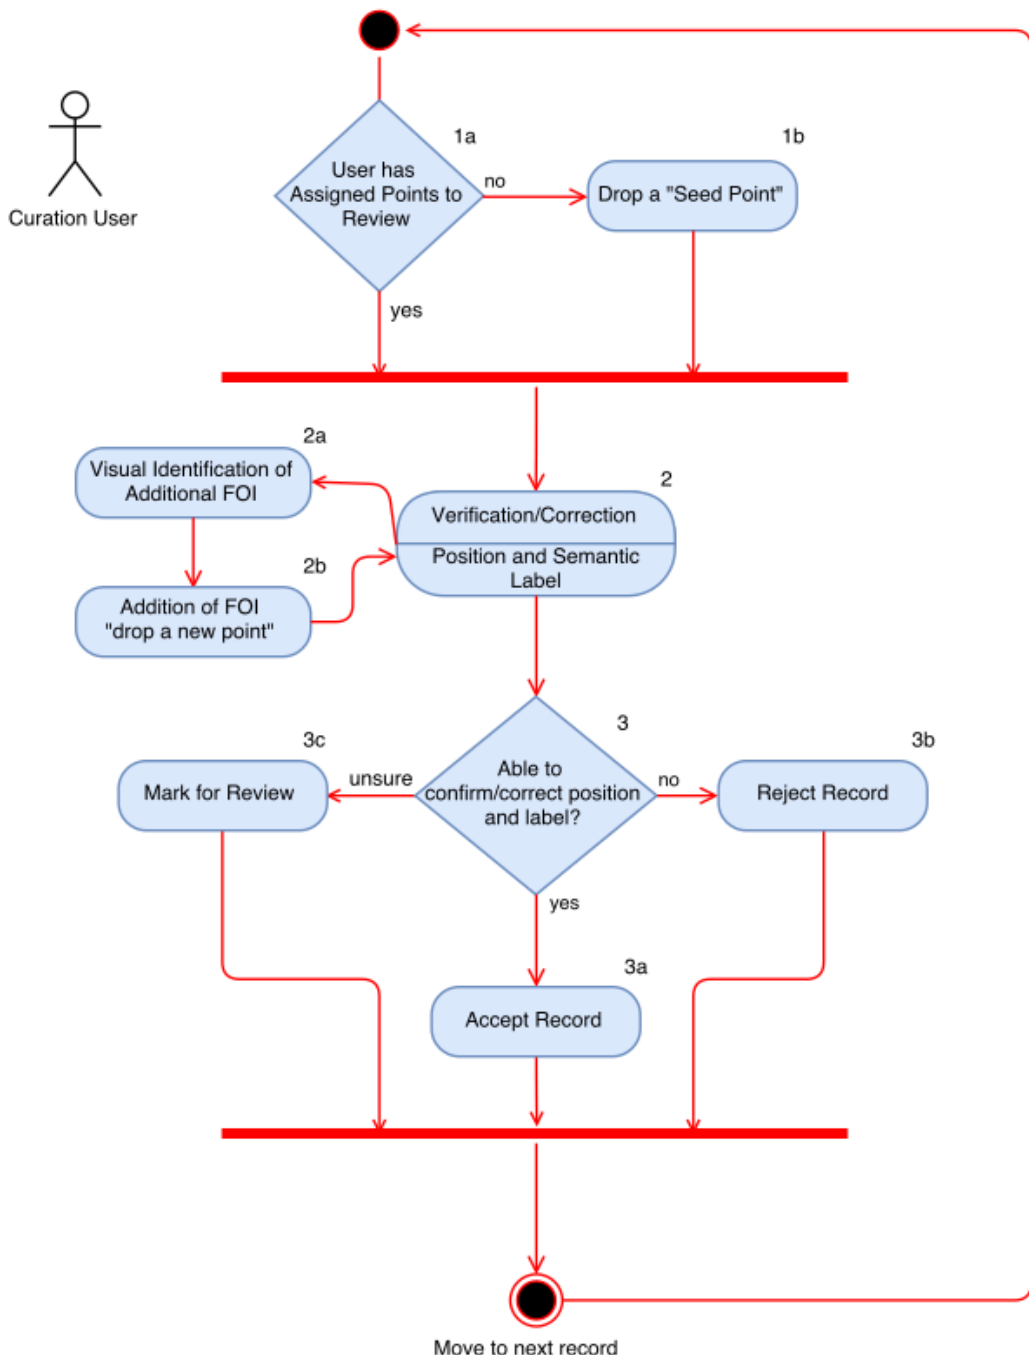 1a
1b
User has
Assigned Points to
Review
no
Drop a "Seed Point"
Curation User
yes
2a
Visual Identification of
Additional FOI
2
Verification/Correction
Position and Semantic
Label
2b
Addition of FOI
"drop a new point"
3
3c
3b
Able to
confirm/correct position
and label?
unsure
no
Mark for Review
Reject Record
yes
3a
Accept Record
Move to next record